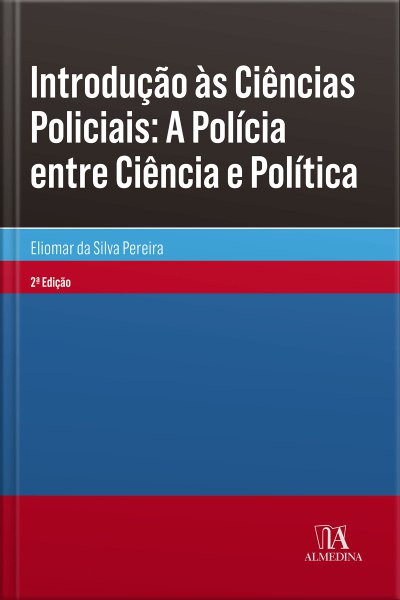 Introdução às Ciências
Policiais: A Polícia
entre Ciência e Política
Eliomar da Silva Pereira
2ª Edição
ALMEDINA